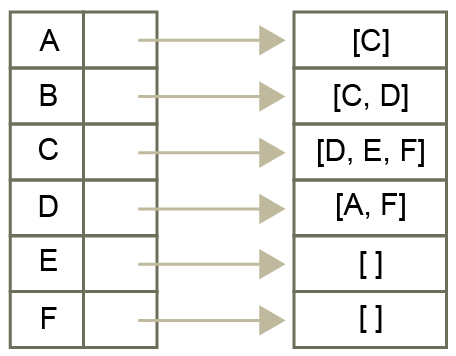 A [C]
B [C, D]
C [D, E, F]
D [A, F]
E [ ]
F [ ]